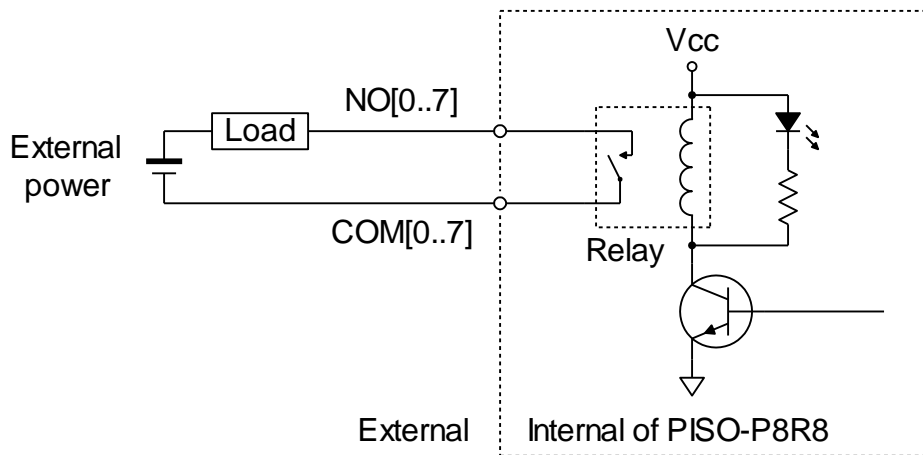 Vcc
NO[0..7]
Load
External
power
COM[0..7]
Relay
External
Internal of PISO-P8R8